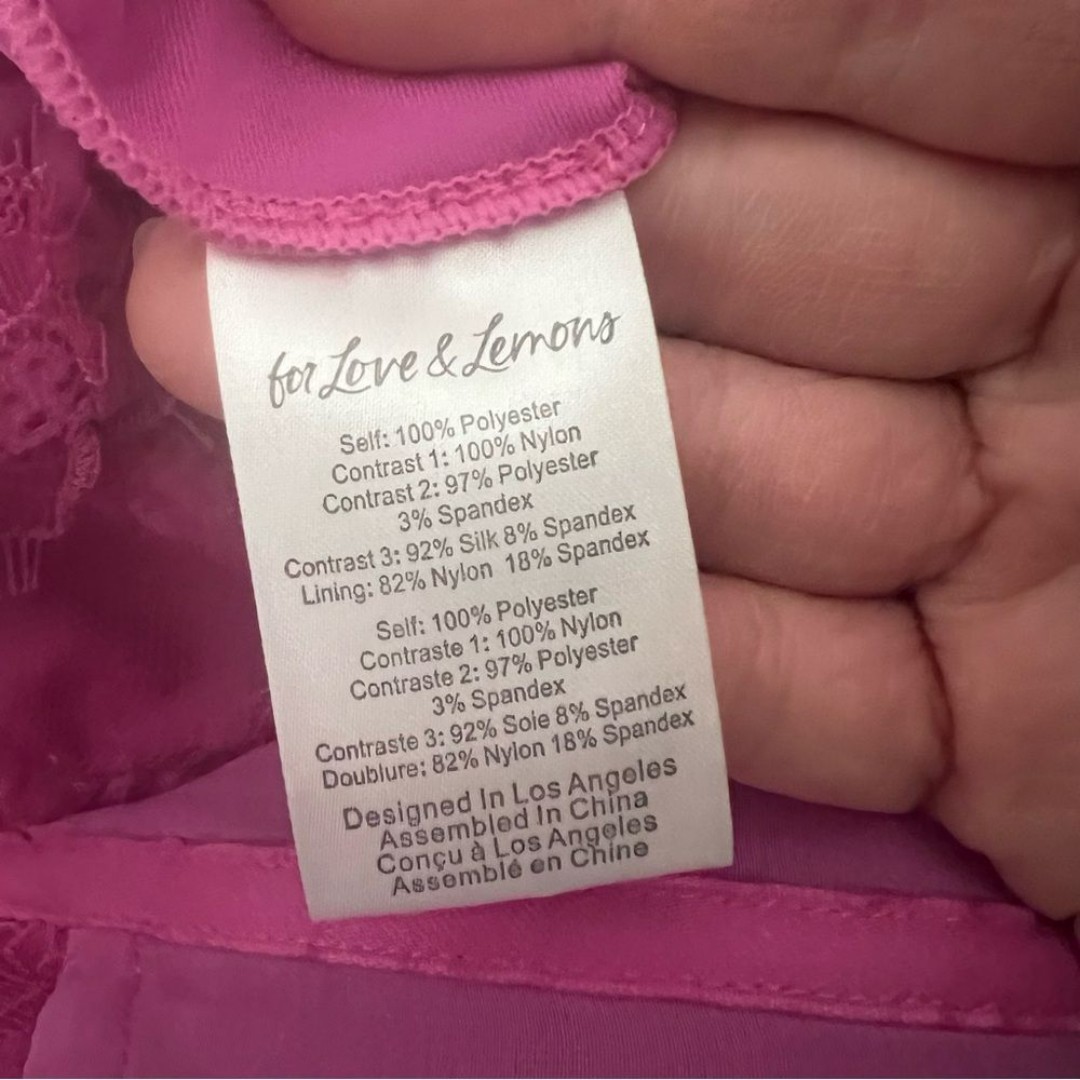 for Love & Lemons
Self: 100% Polyester
Contrast 1: 100% Nylon
Contrast 2: 97% Polyester
3% Spandex
Contrast 3: 92% Silk 8% Spandex
Lining: 82% Nylon 18% Spandex
Self: 100% Polyester
Contraste 1: 100% Nylon
Contraste 2: 97% Polyester
3% Spandex
Contraste 3: 92% Soie 8% Spandex
Doublure: 82% Nylon 18% Spandex
Designed In Los Angeles
Assembled In China
Conçu à Los Angeles
Assemblé en Chine